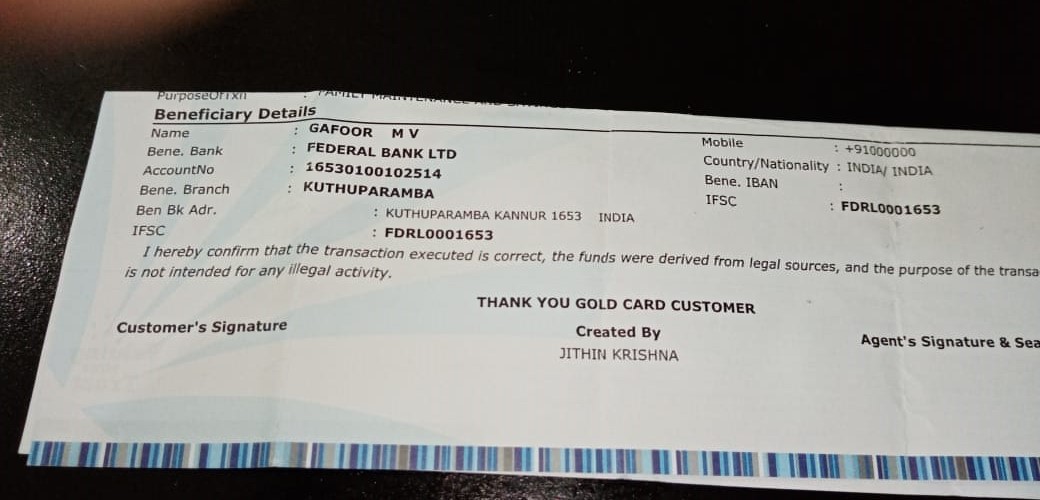 PurposeOfTxn : FAMILY MAINTENANCE AND
Beneficiary Details
Name : GAFOOR M V
Bene. Bank : FEDERAL BANK LTD
AccountNo : 16530100102514
Bene. Branch : KUTHUPARAMBA
Ben Bk Adr. : KUTHUPARAMBA KANNUR 1653 INDIA
IFSC : FDRL0001653
Mobile : +91000000
Country/Nationality : INDIA/ INDIA
Bene. IBAN :
IFSC : FDRL0001653
I hereby confirm that the transaction executed is correct, the funds were derived from legal sources, and the purpose of the transa
is not intended for any illegal activity.
THANK YOU GOLD CARD CUSTOMER
Customer's Signature
Created By
JITHIN KRISHNA
Agent's Signature & Sea